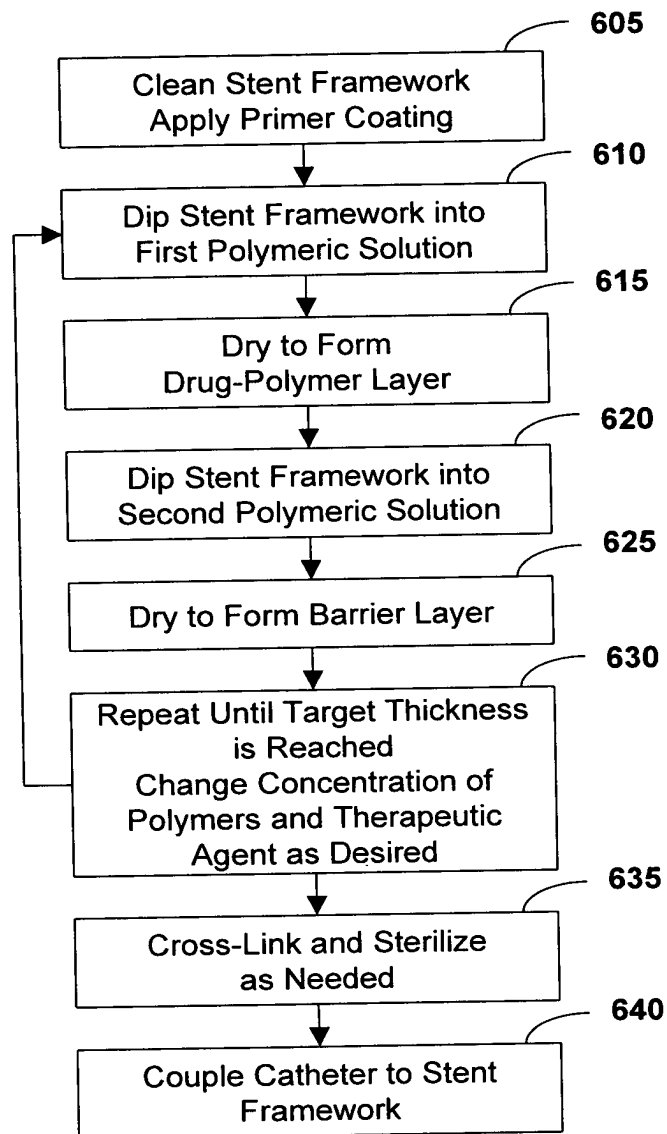 605
Clean Stent Framework
Apply Primer Coating
610
Dip Stent Framework into
First Polymeric Solution
615
Dry to Form
Drug-Polymer Layer
620
Dip Stent Framework into
Second Polymeric Solution
625
Dry to Form Barrier Layer
630
Repeat Until Target Thickness
is Reached
Change Concentration of
Polymers and Therapeutic
Agent as Desired
635
Cross-Link and Sterilize
as Needed
640
Couple Catheter to Stent
Framework